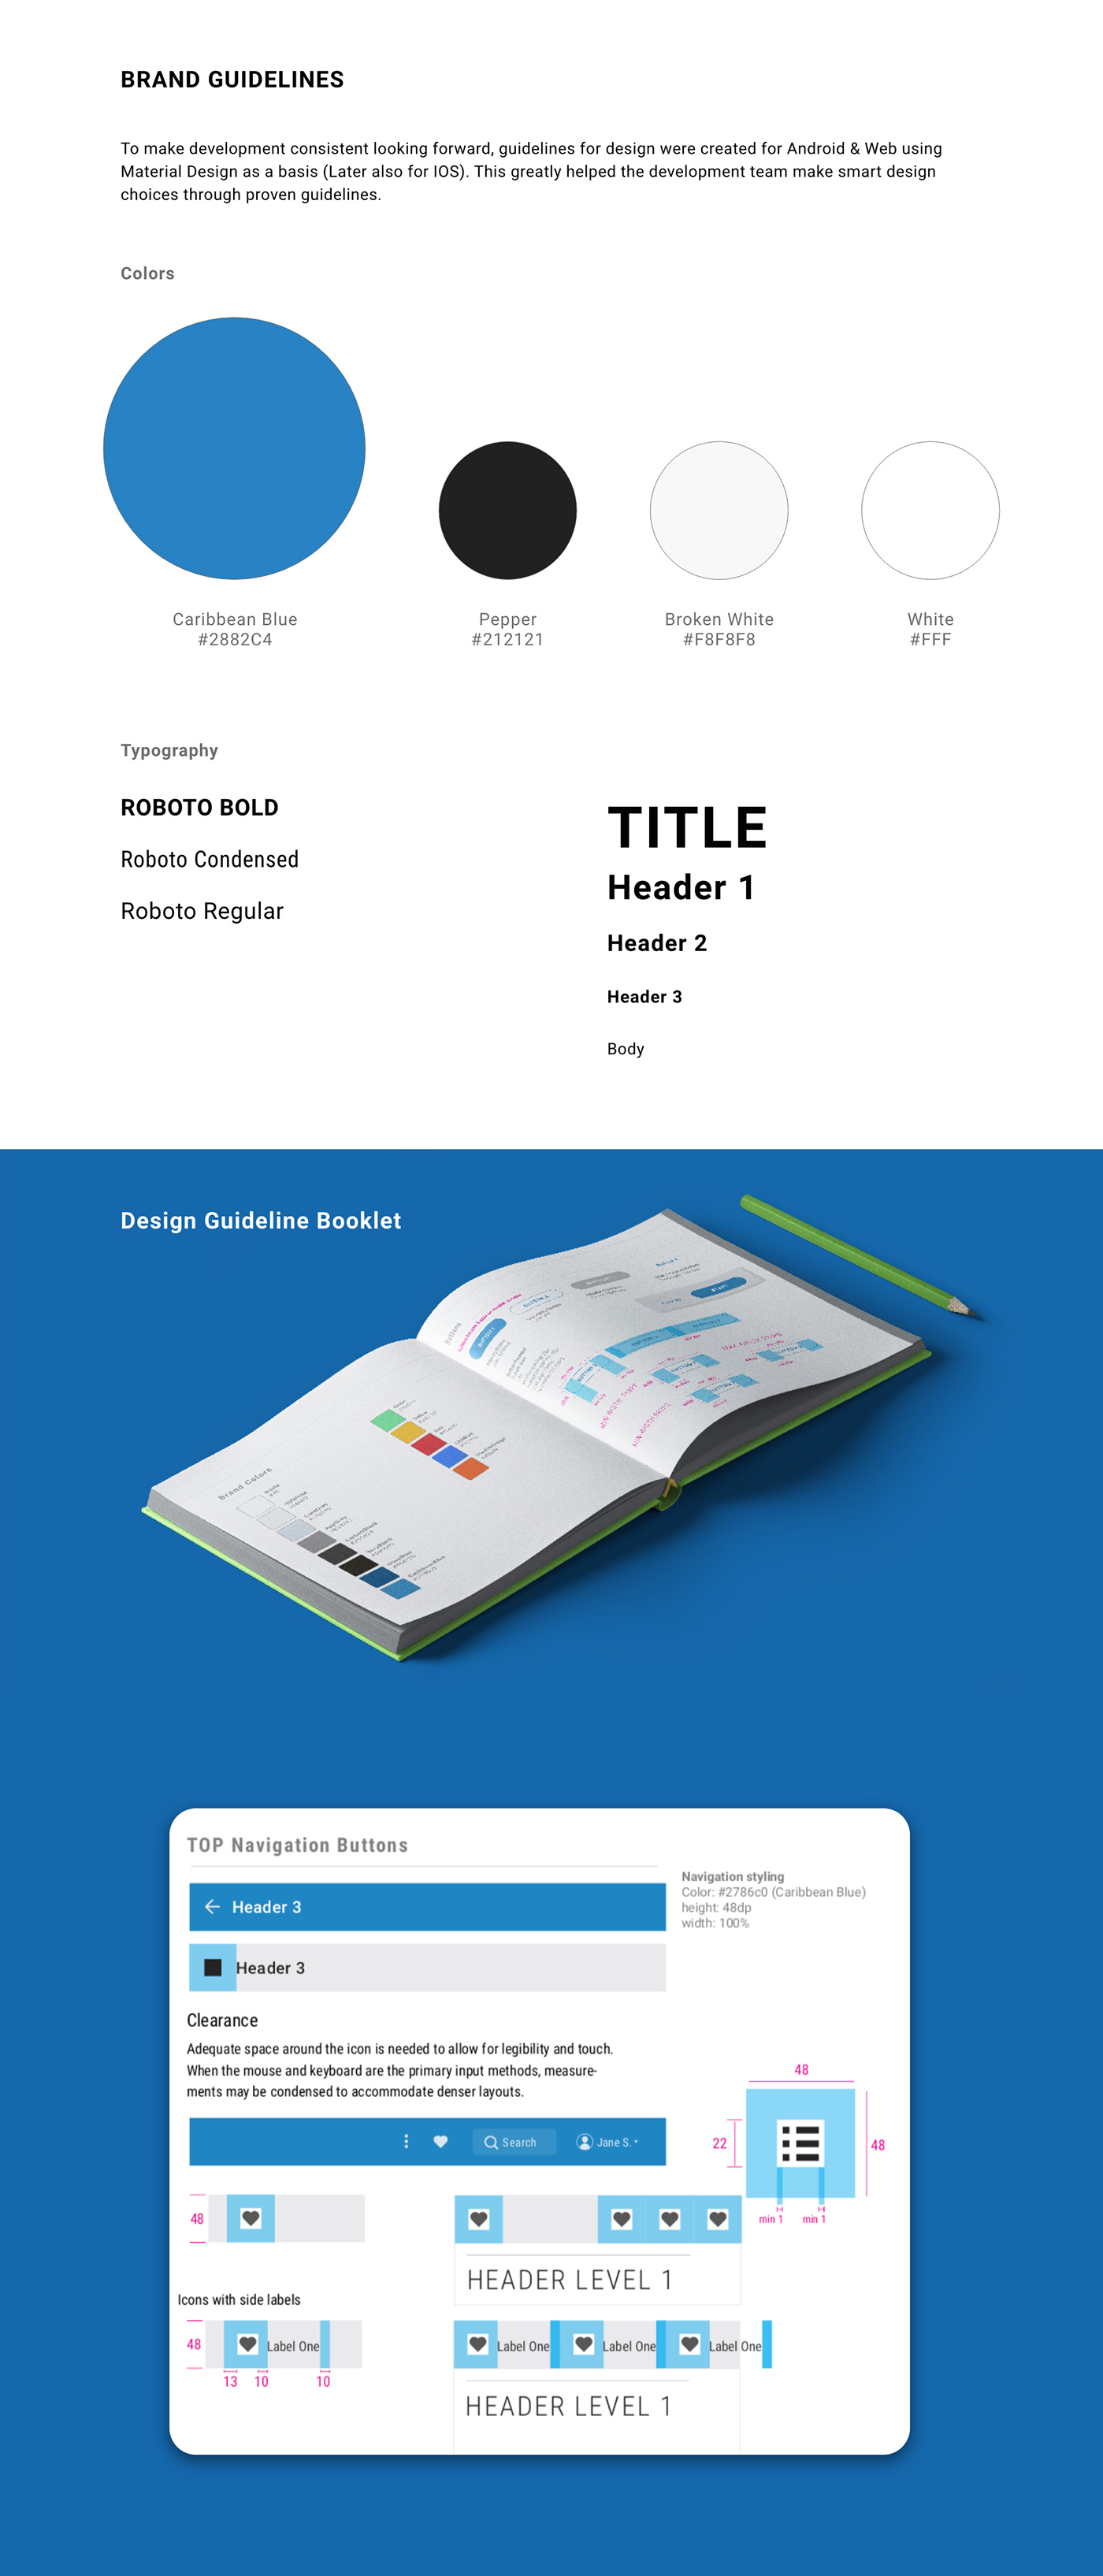 BRAND GUIDELINES
To make development consistent looking forward, guidelines for design were created for Android & Web using
Material Design as a basis (Later also for IOS). This greatly helped the development team make smart design
choices through proven guidelines.
Colors
Caribbean Blue
#2882C4
Pepper
#212121
Broken White
#F8F8F8
White
#FFF
Typography
ROBOTO BOLD
Roboto Condensed
Roboto Regular
TITLE
Header 1
Header 2
Header 3
Body
Design Guideline Booklet
Buttons
Brand Colors
TOP Navigation Buttons
Navigation styling
Color: #2786c0 (Caribbean Blue)
height: 48dp
width: 100%
Header 3
Header 3
Clearance
Adequate space around the icon is needed to allow for legibility and touch.
When the mouse and keyboard are the primary input methods, measure-
ments may be condensed to accommodate denser layouts.
Search
Jane S.
48
22
48
min 1
min 1
48
HEADER LEVEL 1
Icons with side labels
48
Label One
13
10
10
Label One
Label One
Label One
HEADER LEVEL 1